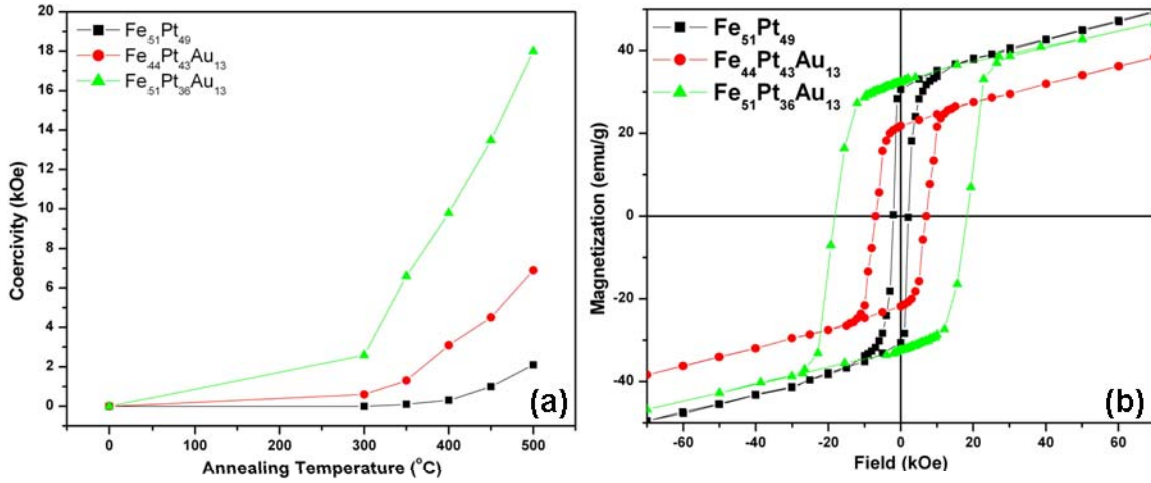 Fe51Pt49
Fe44Pt43Au13
Fe51Pt36Au13
20
18
16
14
12
10
8
6
4
2
0
Coercivity (kOe)
0 100 200 300 400 500
Annealing Temperature (°C)
(a)
Fe51Pt49
Fe44Pt43Au13
Fe51Pt36Au13
40
20
0
-20
-40
Magnetization (emu/g)
-60 -40 -20 0 20 40 60
Field (kOe)
(b)